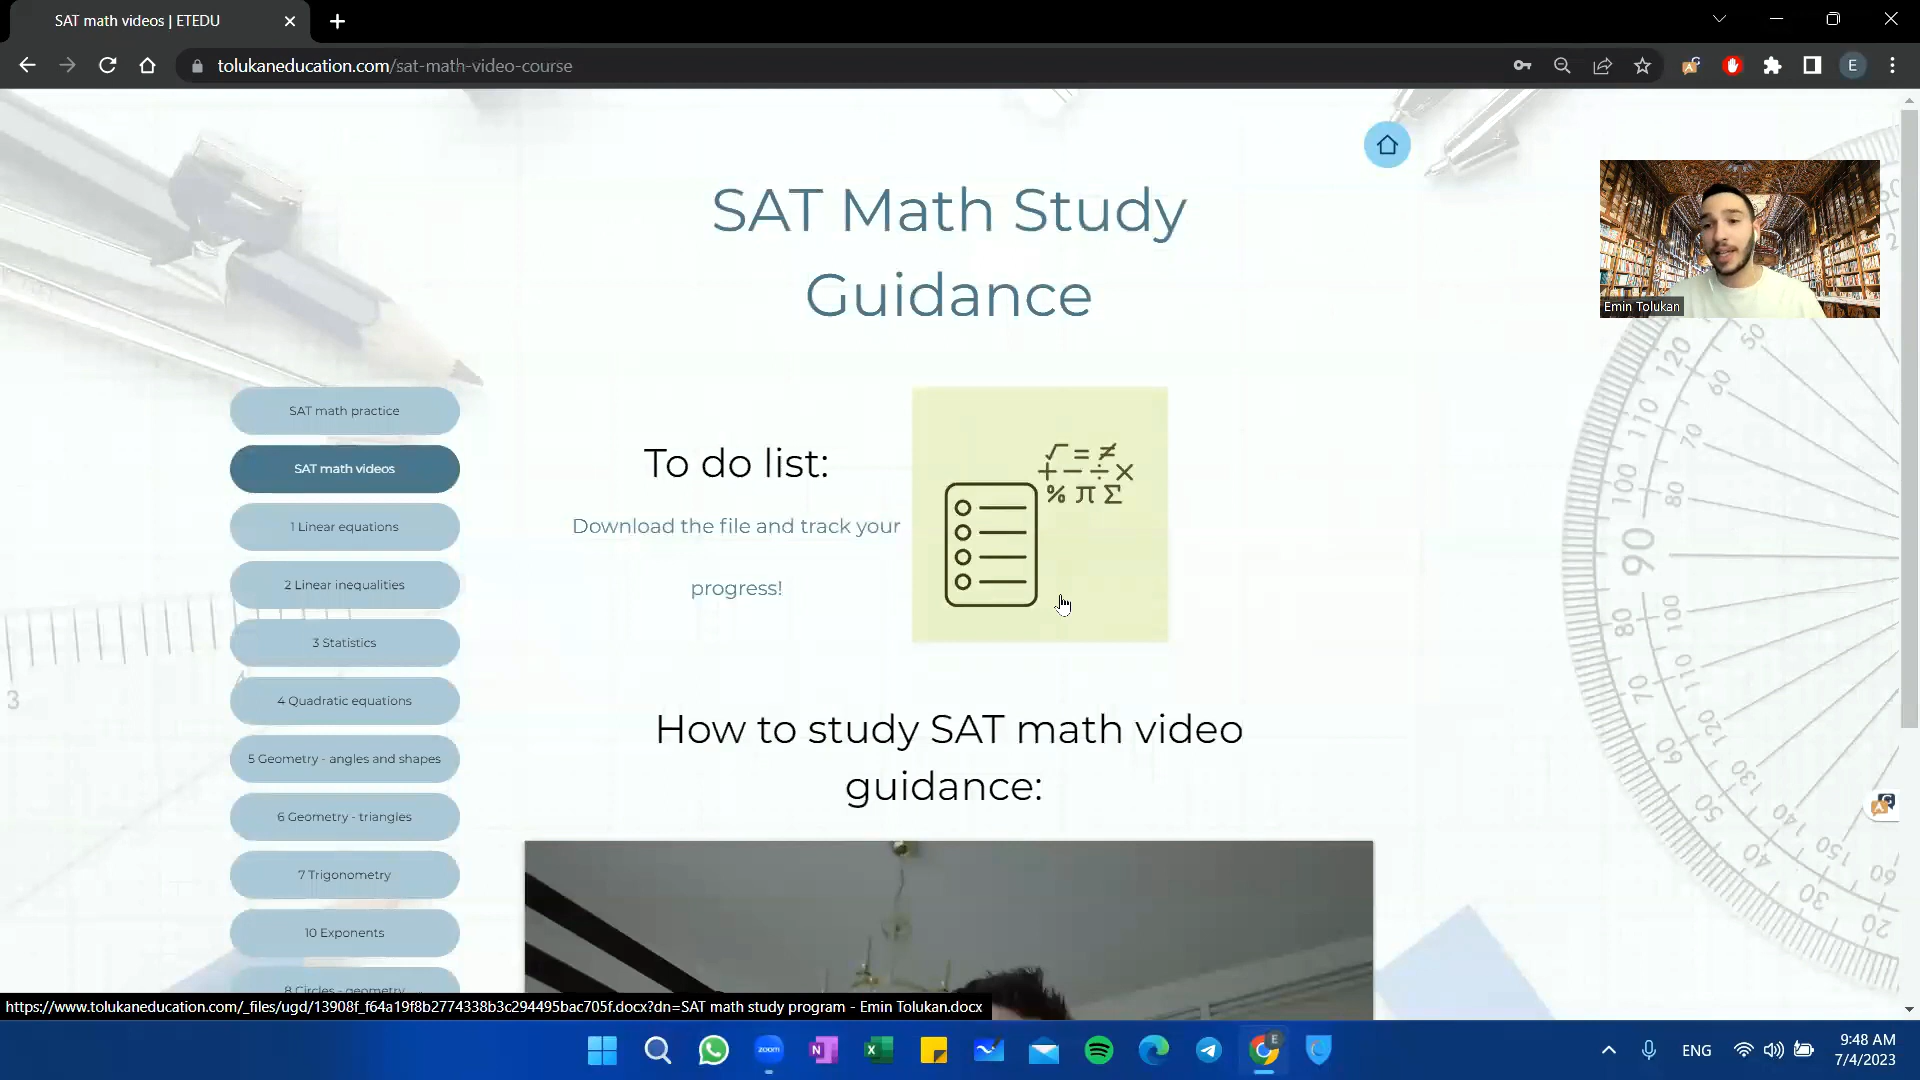 SAT math videos | ETEDU
tolukaneducation.com/sat-math-video-course
E
SAT Math Study
Guidance
Emin Tolukan
SAT math practice
SAT math videos
1 Linear equations
2 Linear inequalities
3 Statistics
4 Quadratic equations
5 Geometry - angles and shapes
6 Geometry - triangles
7 Trigonometry
10 Exponents
8 Circles - geometry
To do list:
Download the file and track your
progress!
√ = ≠
+ − ÷ ×
% π Σ
How to study SAT math video
guidance:
https://www.tolukaneducation.com/_files/ugd/13908f_f64a19f8b2774338b3c294495bac705f.docx?dn=SAT math study program - Emin Tolukan.docx
zoom
ENG
9:48 AM
7/4/2023